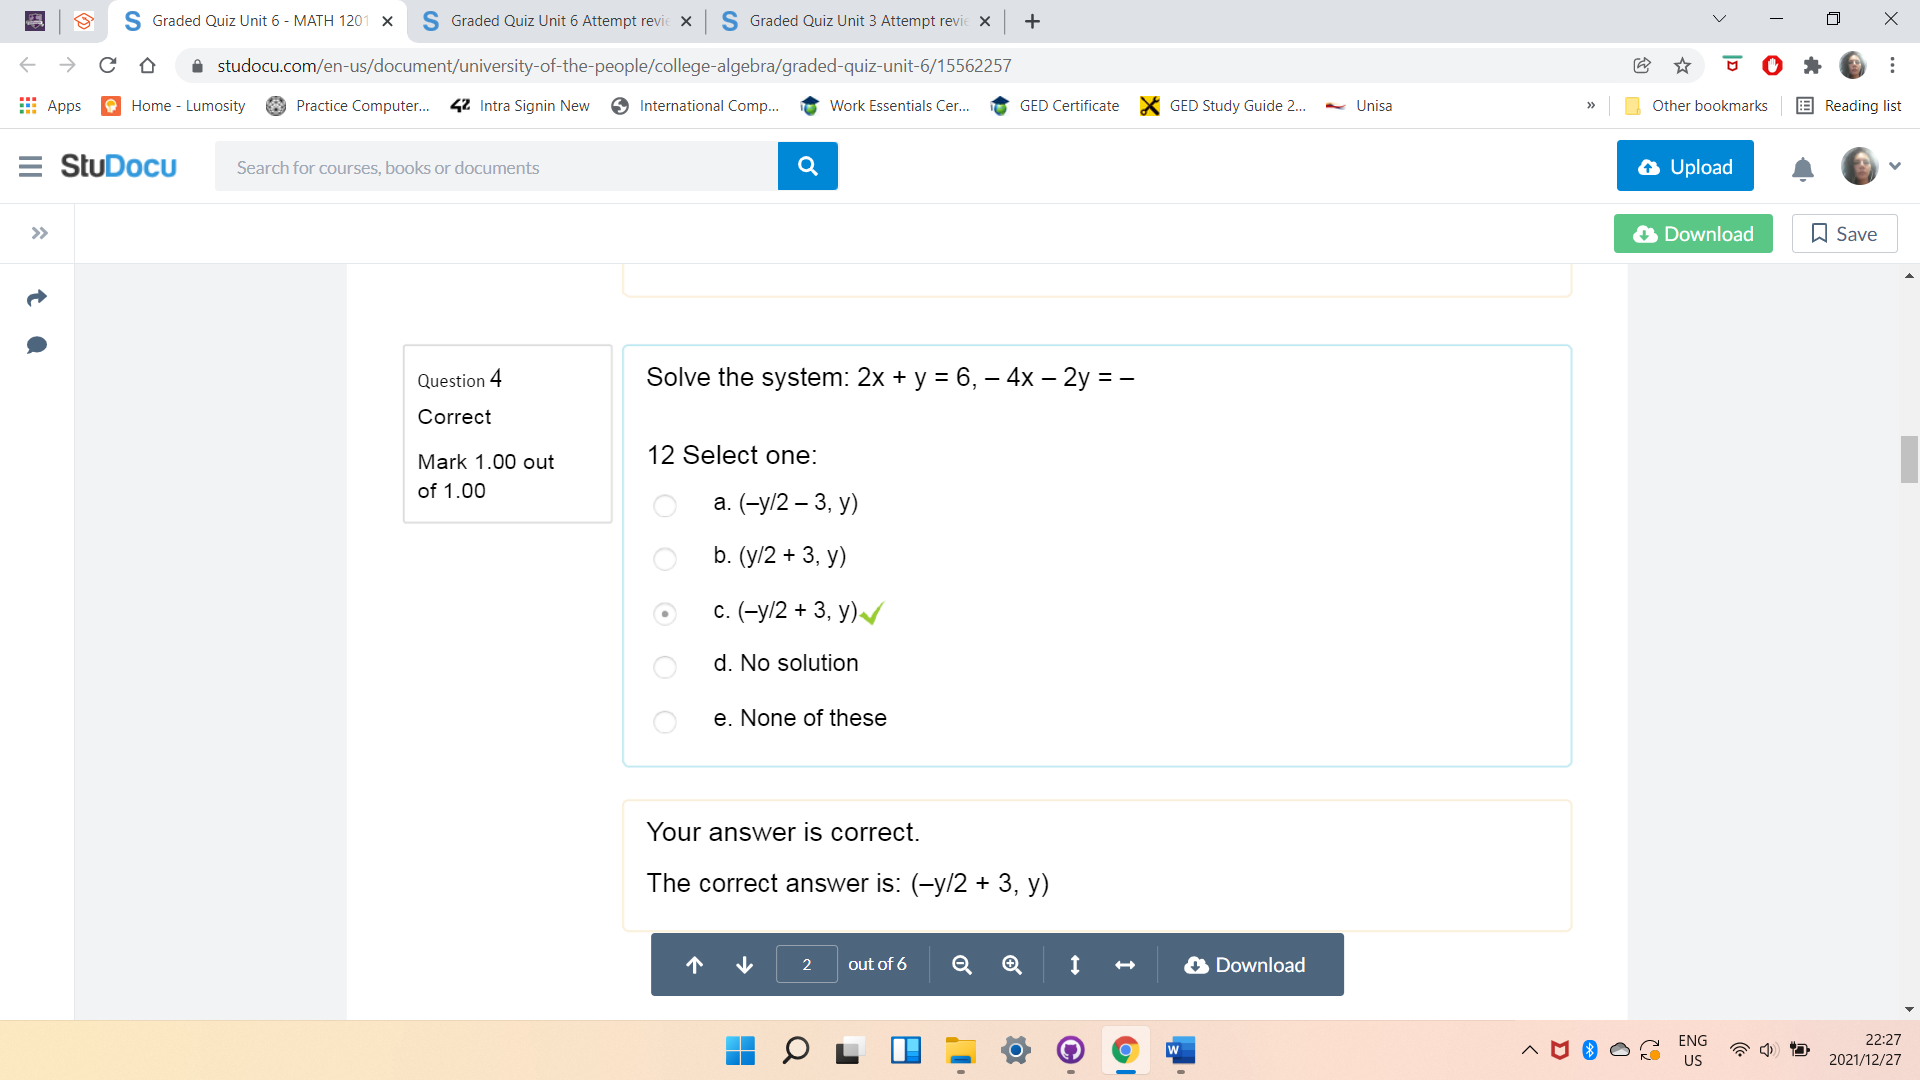 Graded Quiz Unit 6 - MATH 1201
Graded Quiz Unit 6 Attempt revie
Graded Quiz Unit 3 Attempt revie
studocu.com/en-us/document/university-of-the-people/college-algebra/graded-quiz-unit-6/15562257
Apps
Home - Lumosity
Practice Computer...
Intra Signin New
International Comp...
Work Essentials Cer...
GED Certificate
GED Study Guide 2...
Unisa
»
Other bookmarks
Reading list
StuDocu
Search for courses, books or documents
Upload
Download
Save
Question 4
Correct
Mark 1.00 out
of 1.00
Solve the system: 2x + y = 6, – 4x – 2y = –
12 Select one:
a. (–y/2 – 3, y)
b. (y/2 + 3, y)
c. (–y/2 + 3, y)
d. No solution
e. None of these
Your answer is correct.
The correct answer is: (–y/2 + 3, y)
2 out of 6
Download
ENG
US
22:27
2021/12/27